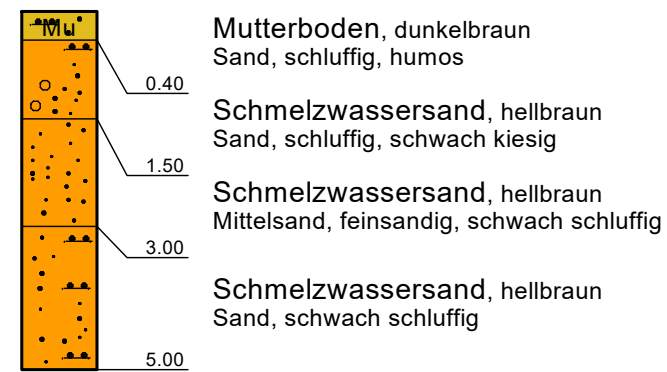 Mu
Mutterboden, dunkelbraun
Sand, schluffig, humos
0.40
Schmelzwassersand, hellbraun
Sand, schluffig, schwach kiesig
1.50
Schmelzwassersand, hellbraun
Mittelsand, feinsandig, schwach schluffig
3.00
Schmelzwassersand, hellbraun
Sand, schwach schluffig
5.00